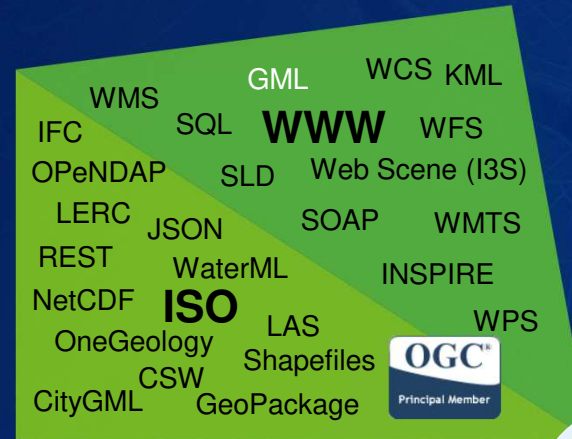 GML
WCS
KML
WMS
SQL
WWW
WFS
IFC
OPeNDAP
SLD
Web Scene (I3S)
LERC
JSON
SOAP
WMTS
REST
WaterML
INSPIRE
NetCDF
ISO
LAS
WPS
OneGeology
Shapefiles
CSW
CityGML
GeoPackage
OGC®
Principal Member